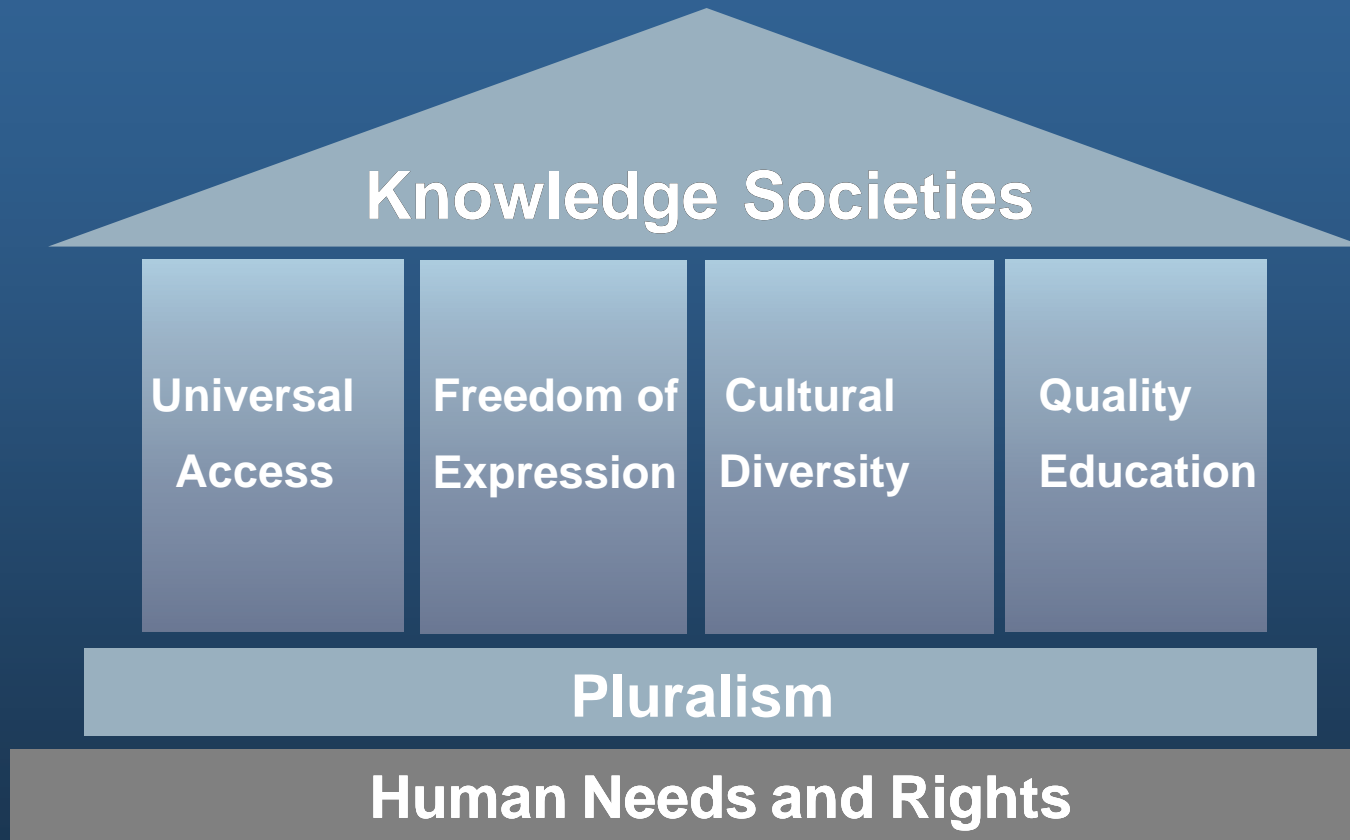 Knowledge Societies
Universal
Access
Freedom of
Expression
Cultural
Diversity
Quality
Education
Pluralism
Human Needs and Rights